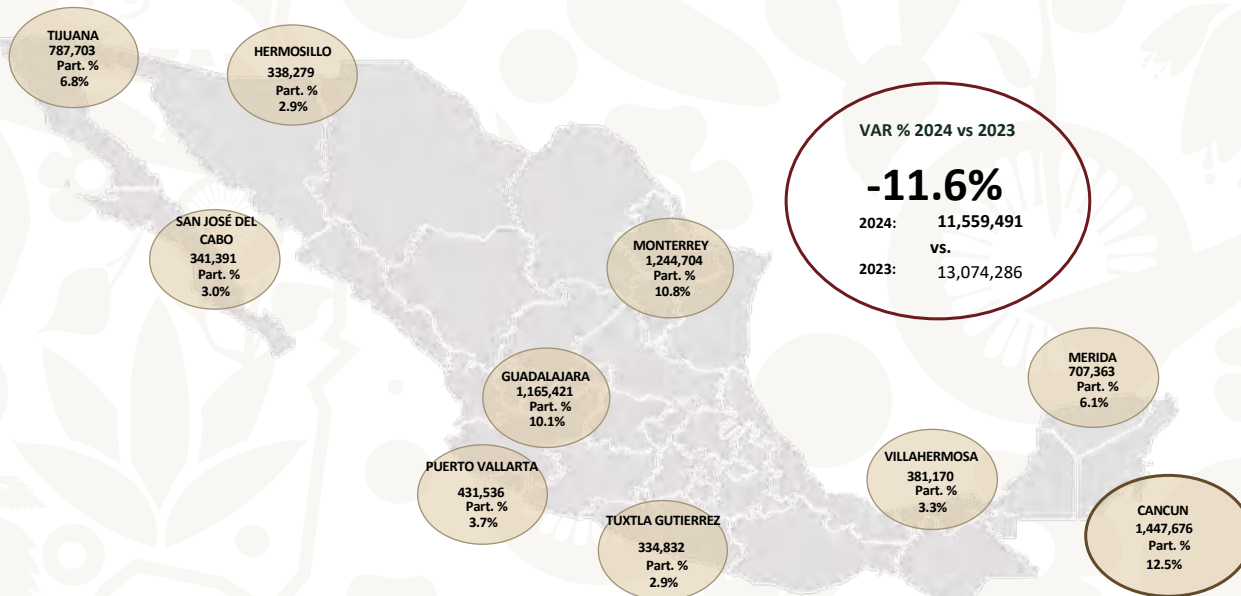 TIJUANA
787,703
Part. %
6.8%
HERMOSILLO
338,279
Part. %
2.9%
VAR % 2024 vs 2023
-11.6%
2024: 11,559,491
vs.
2023: 13,074,286
SAN JOSÉ DEL
CABO
341,391
Part. %
3.0%
MONTERREY
1,244,704
Part. %
10.8%
GUADALAJARA
1,165,421
Part. %
10.1%
MERIDA
707,363
Part. %
6.1%
PUERTO VALLARTA
431,536
Part. %
3.7%
VILLAHERMOSA
381,170
Part. %
3.3%
TUXTLA GUTIERREZ
334,832
Part. %
2.9%
CANCUN
1,447,676
Part. %
12.5%